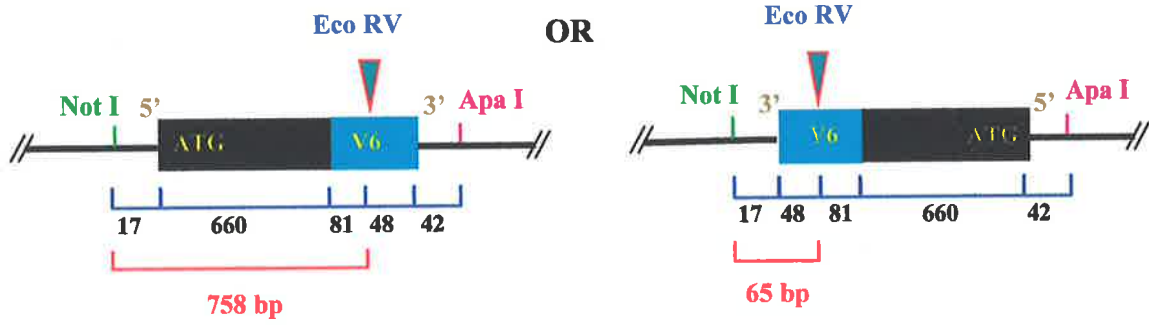 Eco RV
OR
Eco RV
Not I
5’
3’
Apa I
ATG
V6
17
660
81
48
42
758 bp
Not I
3’
5’
Apa I
V6
ATG
17
48
81
660
42
65 bp